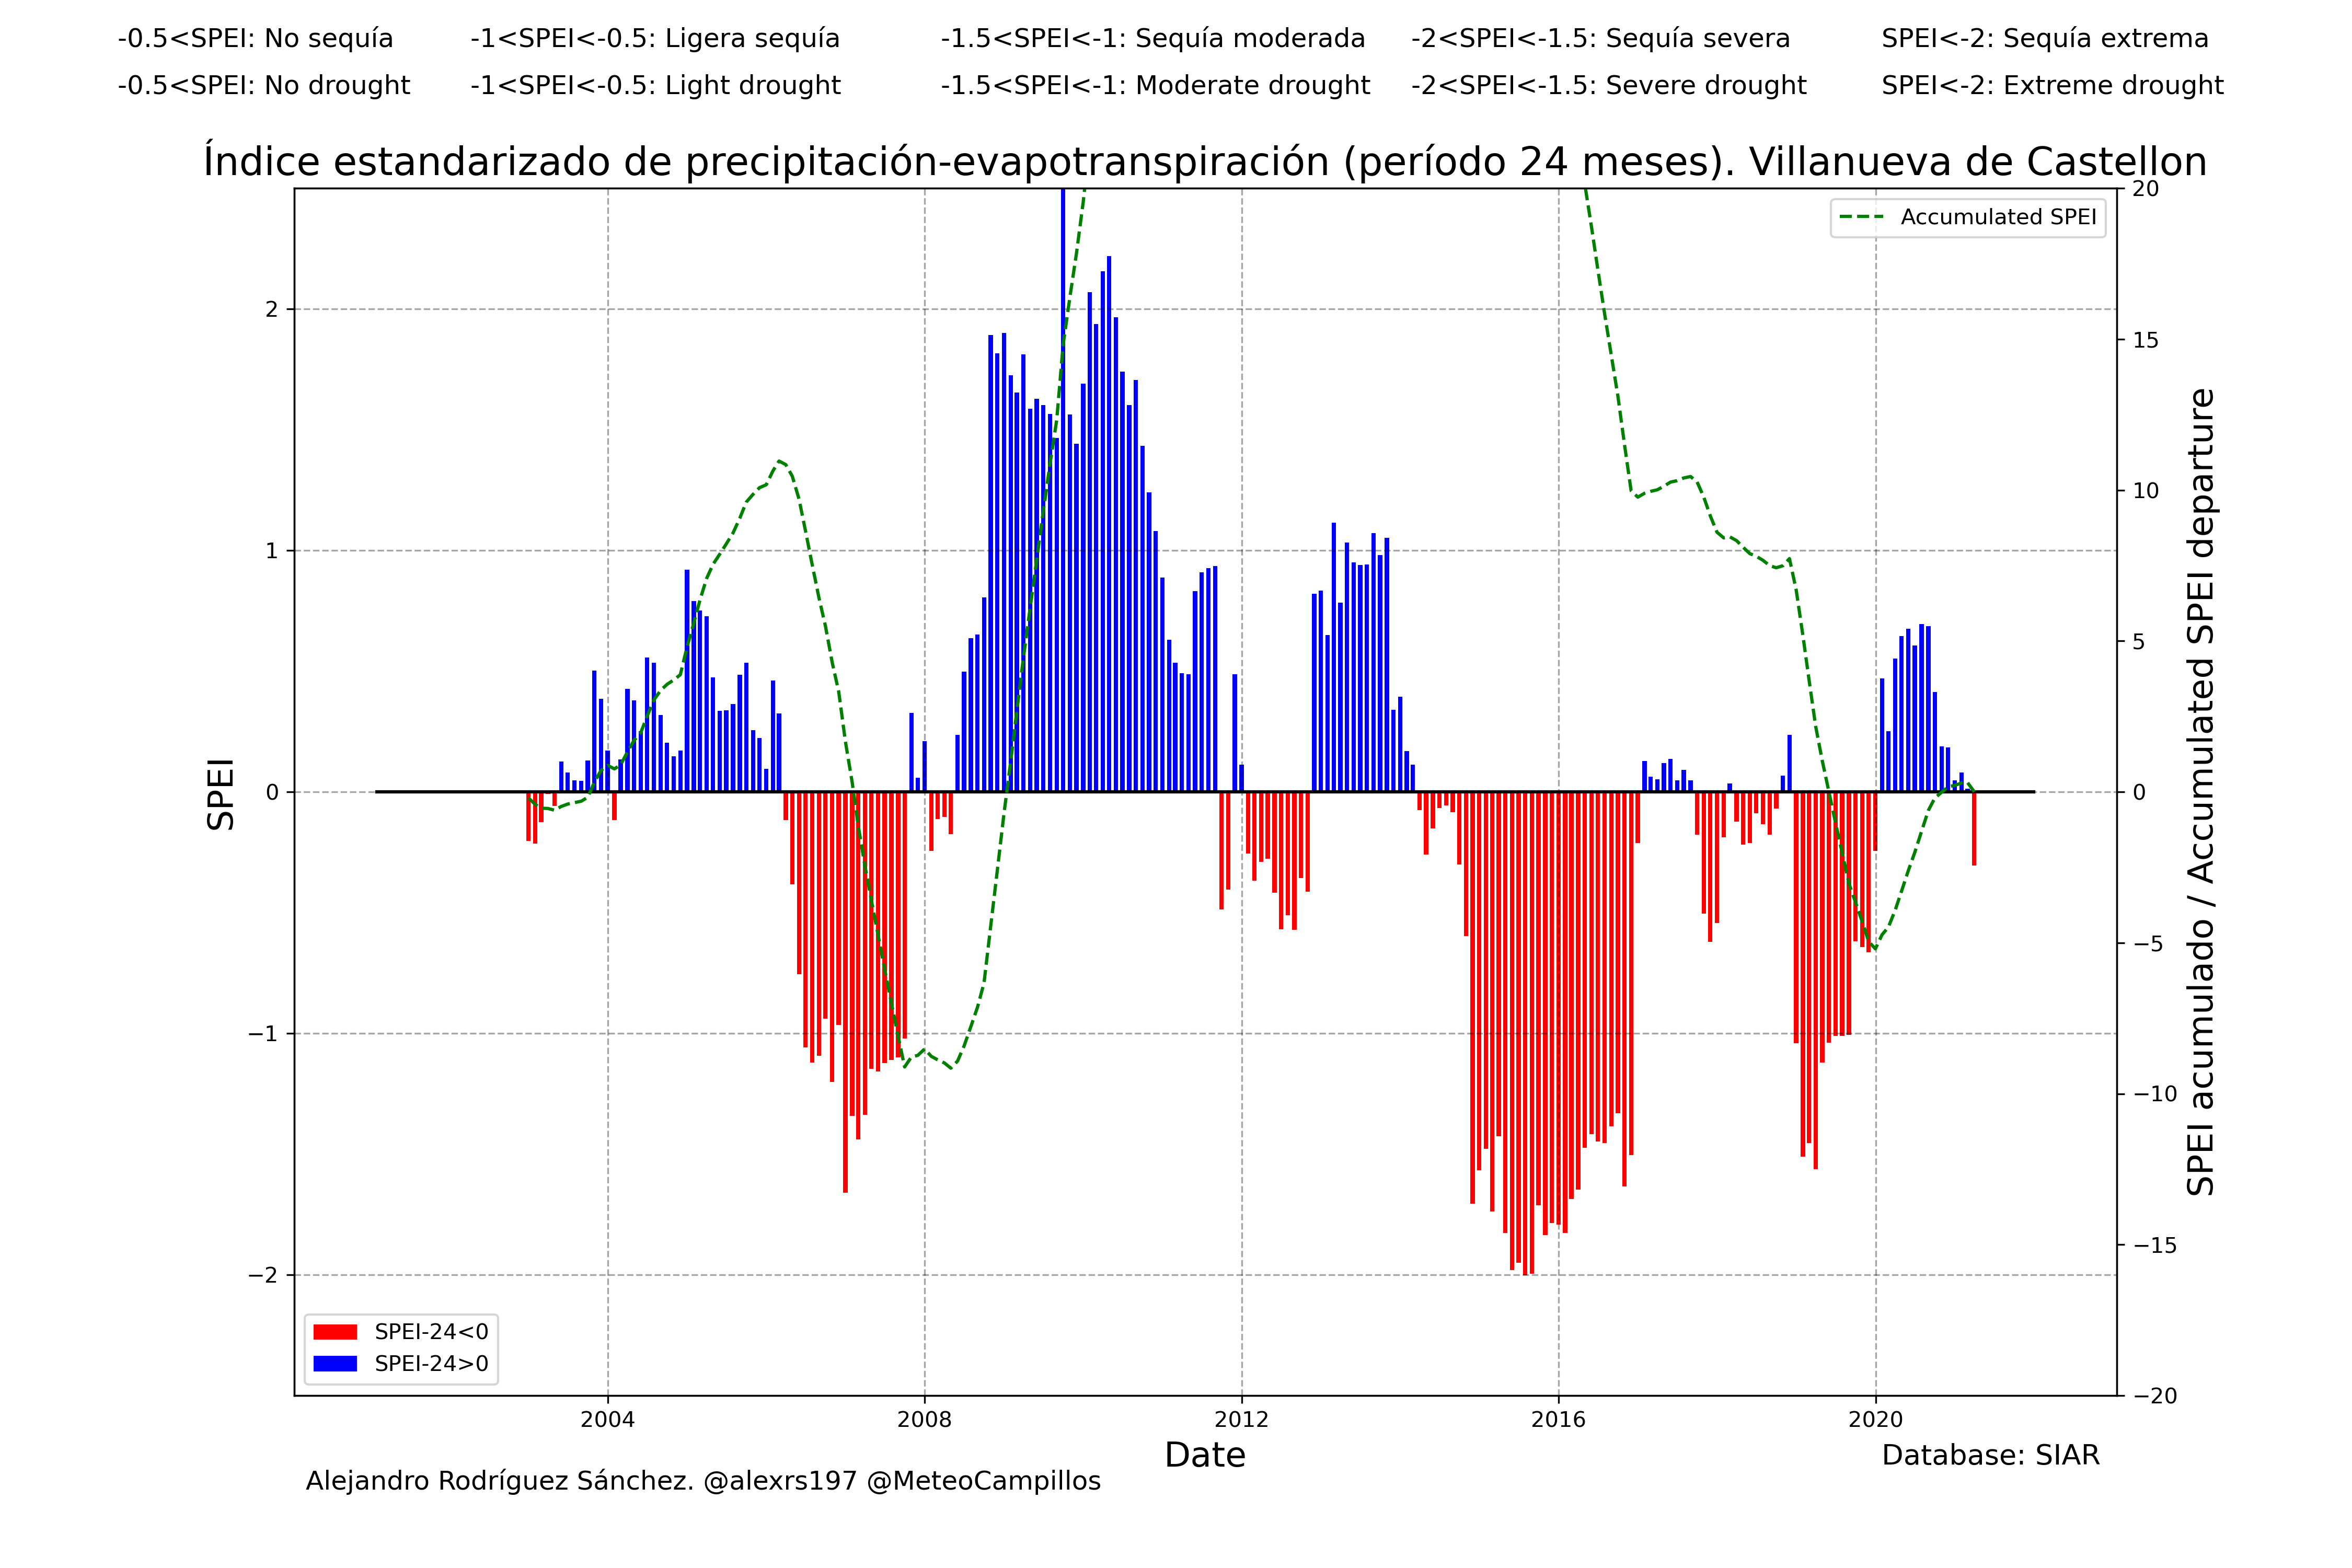 -0.5<SPEI: No sequía -1<SPEI<-0.5: Ligera sequía -1.5<SPEI<-1: Sequía moderada -2<SPEI<-1.5: Sequía severa SPEI<-2: Sequía extrema
-0.5<SPEI: No drought -1<SPEI<-0.5: Light drought -1.5<SPEI<-1: Moderate drought -2<SPEI<-1.5: Severe drought SPEI<-2: Extreme drought
Índice estandarizado de precipitación-evapotranspiración (período 24 meses). Villanueva de Castellon
Accumulated SPEI
SPEI
2
1
0
−1
−2
20
15
10
5
0
−5
−10
−15
−20
SPEI acumulado / Accumulated SPEI departure
SPEI-24<0
SPEI-24>0
2004 2008 2012 2016 2020
Date
Database: SIAR
Alejandro Rodríguez Sánchez. @alexrs197 @MeteoCampillos